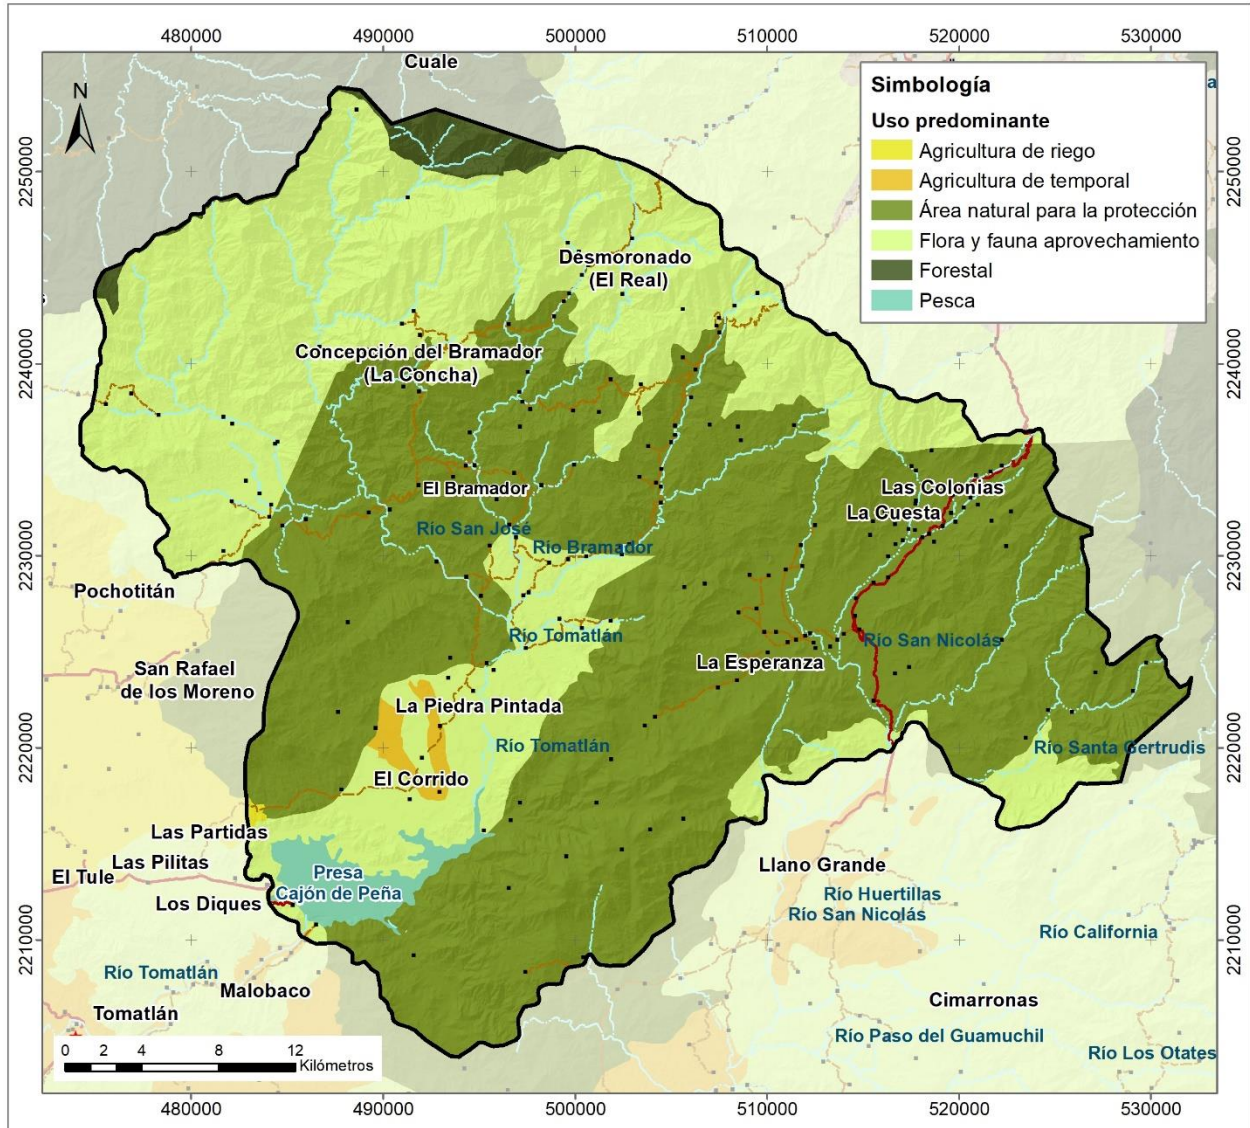 480000 490000 500000 510000 520000 530000
Cuale
N
Simbología
Uso predominante
Agricultura de riego
Agricultura de temporal
Área natural para la protección
Flora y fauna aprovechamiento
Forestal
Pesca
a
2250000 2250000
Desmoronado
(El Real)
s
2240000 2240000
Concepción del Bramador
(La Concha)
El Bramador
Las Colonias
La Cuesta
Río San José
Río Bramador
2230000 2230000
Pochotitán
Río Tomatlán
Río San Nicolás
San Rafael
de los Moreno
La Esperanza
La Piedra Pintada
2220000 2220000
Río Tomatlán
Río Santa Gertrudis
El Corrido
Las Partidas
Las Pilitas
El Tule
Presa
Cajón de Peña
Los Diques
Llano Grande
Río Huertillas
Río San Nicolás
2210000 2210000
Río California
Río Tomatlán
Malobaco
Cimarronas
Tomatlán
Río Paso del Guamuchil
Río Los Otates
0 2 4 8 12
Kilómetros
480000 490000 500000 510000 520000 530000